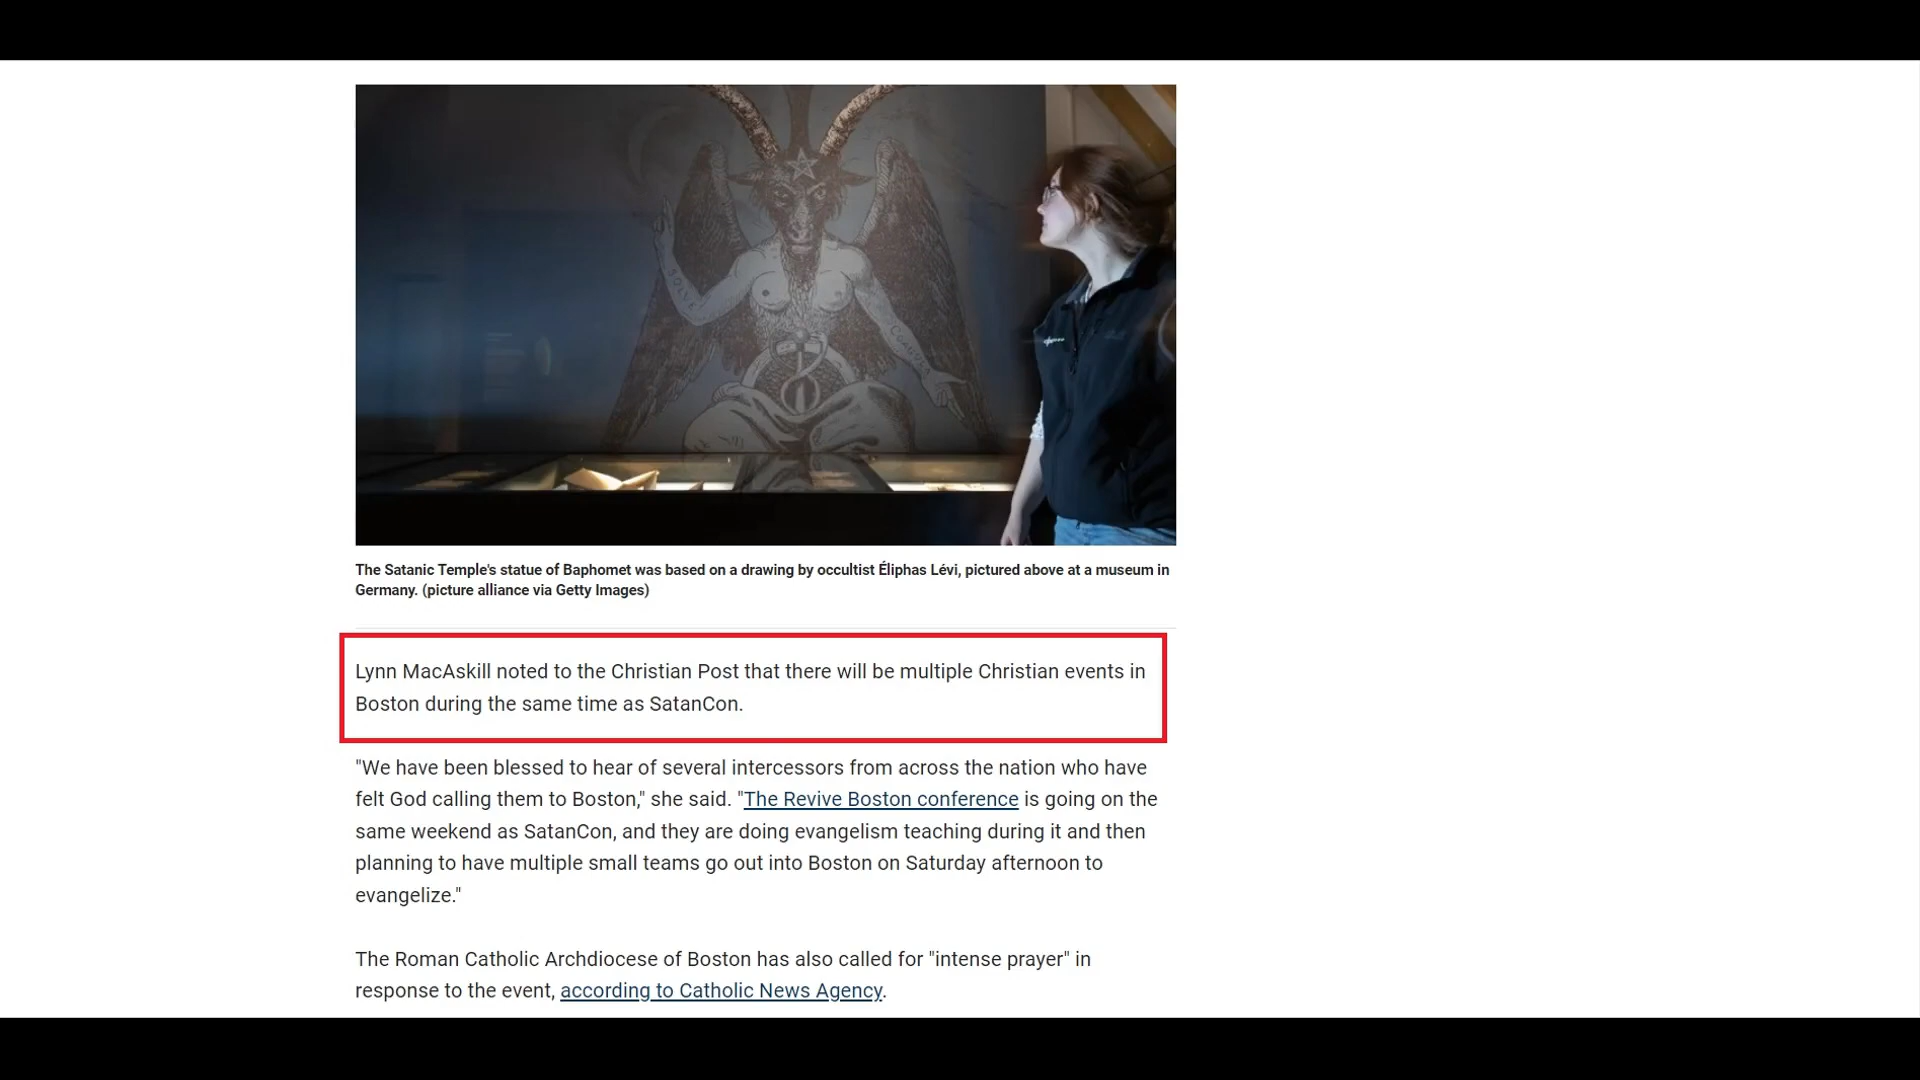 SOLVE
The Satanic Temple's statue of Baphomet was based on a drawing by occultist Éliphas Lévi, pictured above at a museum in
Germany. (picture alliance via Getty Images)
Lynn MacAskill noted to the Christian Post that there will be multiple Christian events in
Boston during the same time as SatanCon.
"We have been blessed to hear of several intercessors from across the nation who have
felt God calling them to Boston," she said. "The Revive Boston conference is going on the
same weekend as SatanCon, and they are doing evangelism teaching during it and then
planning to have multiple small teams go out into Boston on Saturday afternoon to
evangelize."
The Roman Catholic Archdiocese of Boston has also called for "intense prayer" in
response to the event, according to Catholic News Agency.